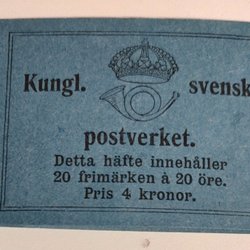 Kungl. svensk
postverket.
Detta häfte innehåller
20 frimärken à 20 öre.
Pris 4 kronor.